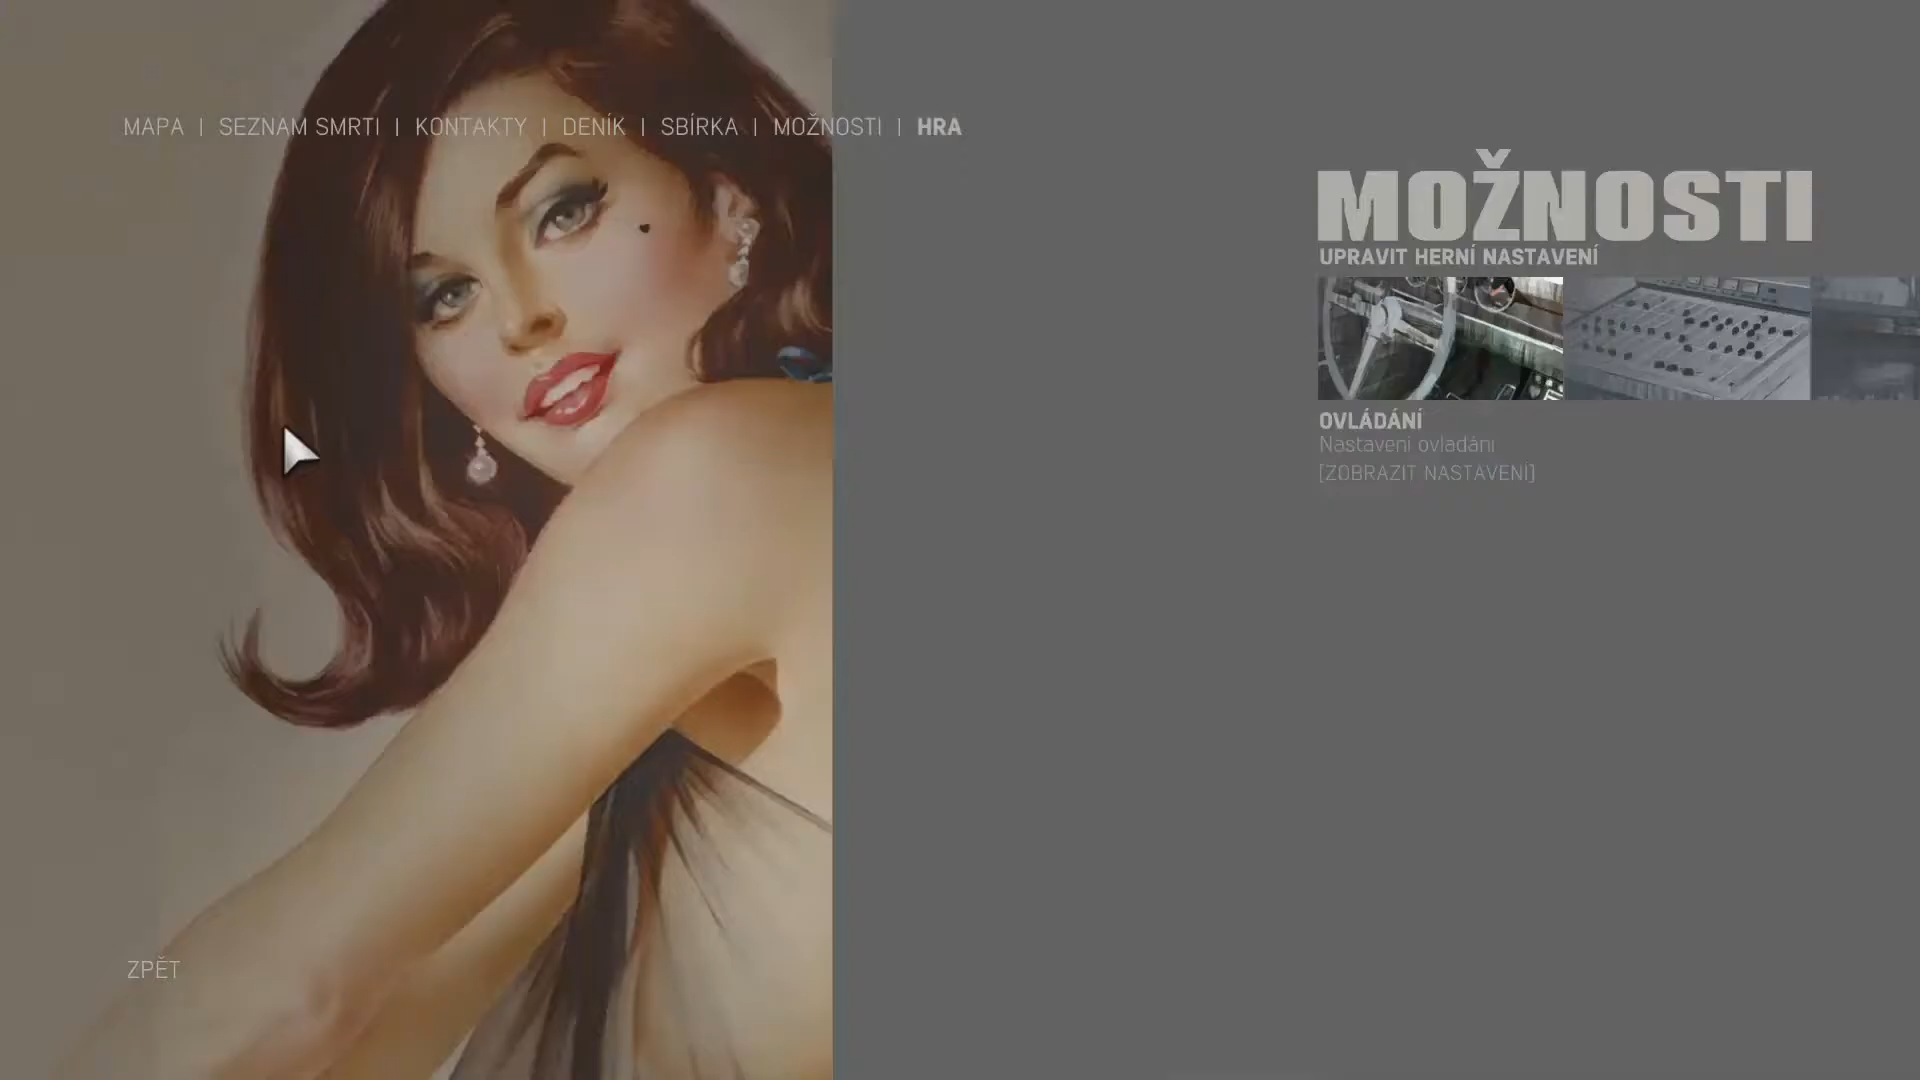 MAPA | SEZNAM SMRTI | KONTAKTY | DENÍK | SBÍRKA | MOŽNOSTI | HRA
MOŽNOSTI
UPRAVIT HERNÍ NASTAVENÍ
OVLÁDÁNÍ
Nastavení ovládání
[ZOBRAZIT NASTAVENÍ]
ZPĚT